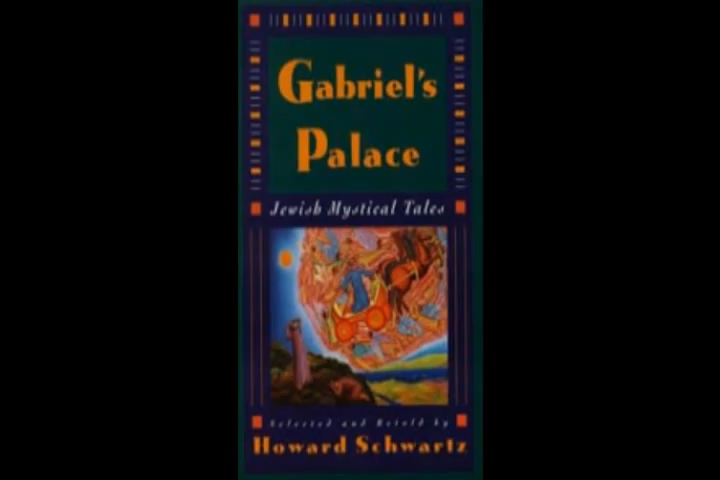 Gabriel's
Palace
Jewish Mystical Tales
Selected and Retold by
Howard Schwartz